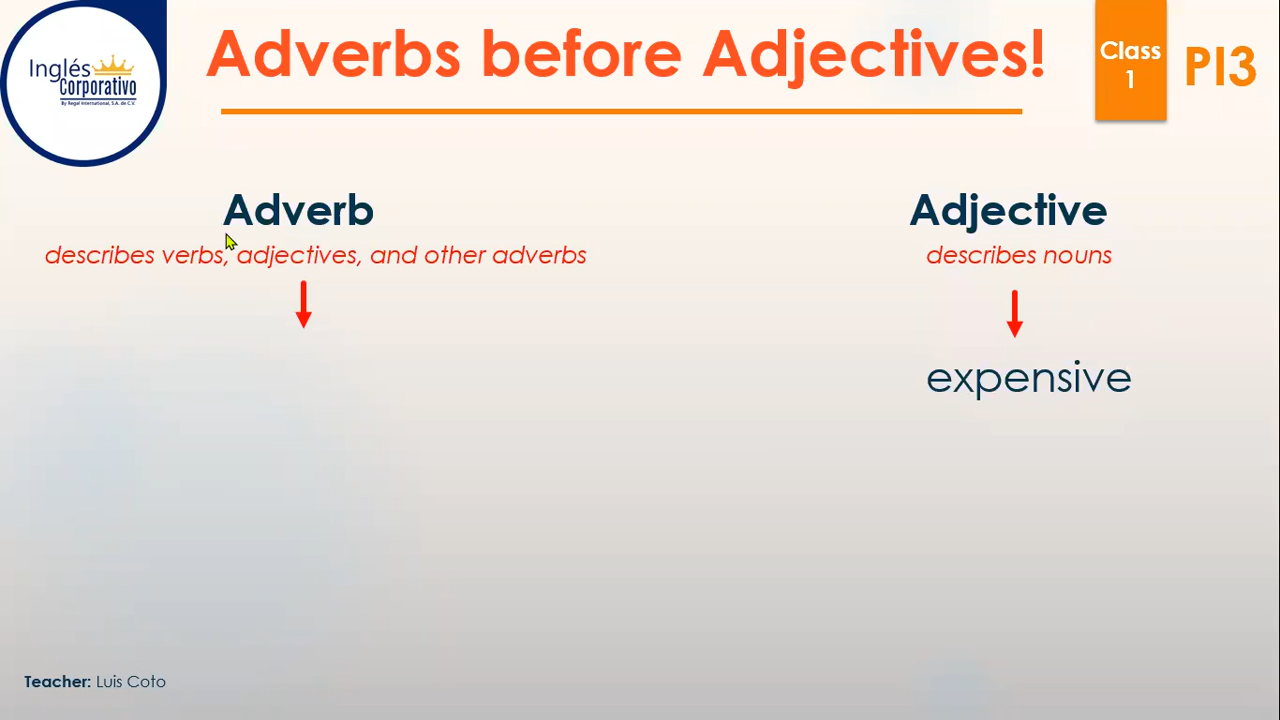 Inglés
Corporativo
By Regal International, S.A. de C.V.
Adverbs before Adjectives!
Class
1
PI3
Adverb
describes verbs, adjectives, and other adverbs
Adjective
describes nouns
expensive
Teacher: Luis Coto